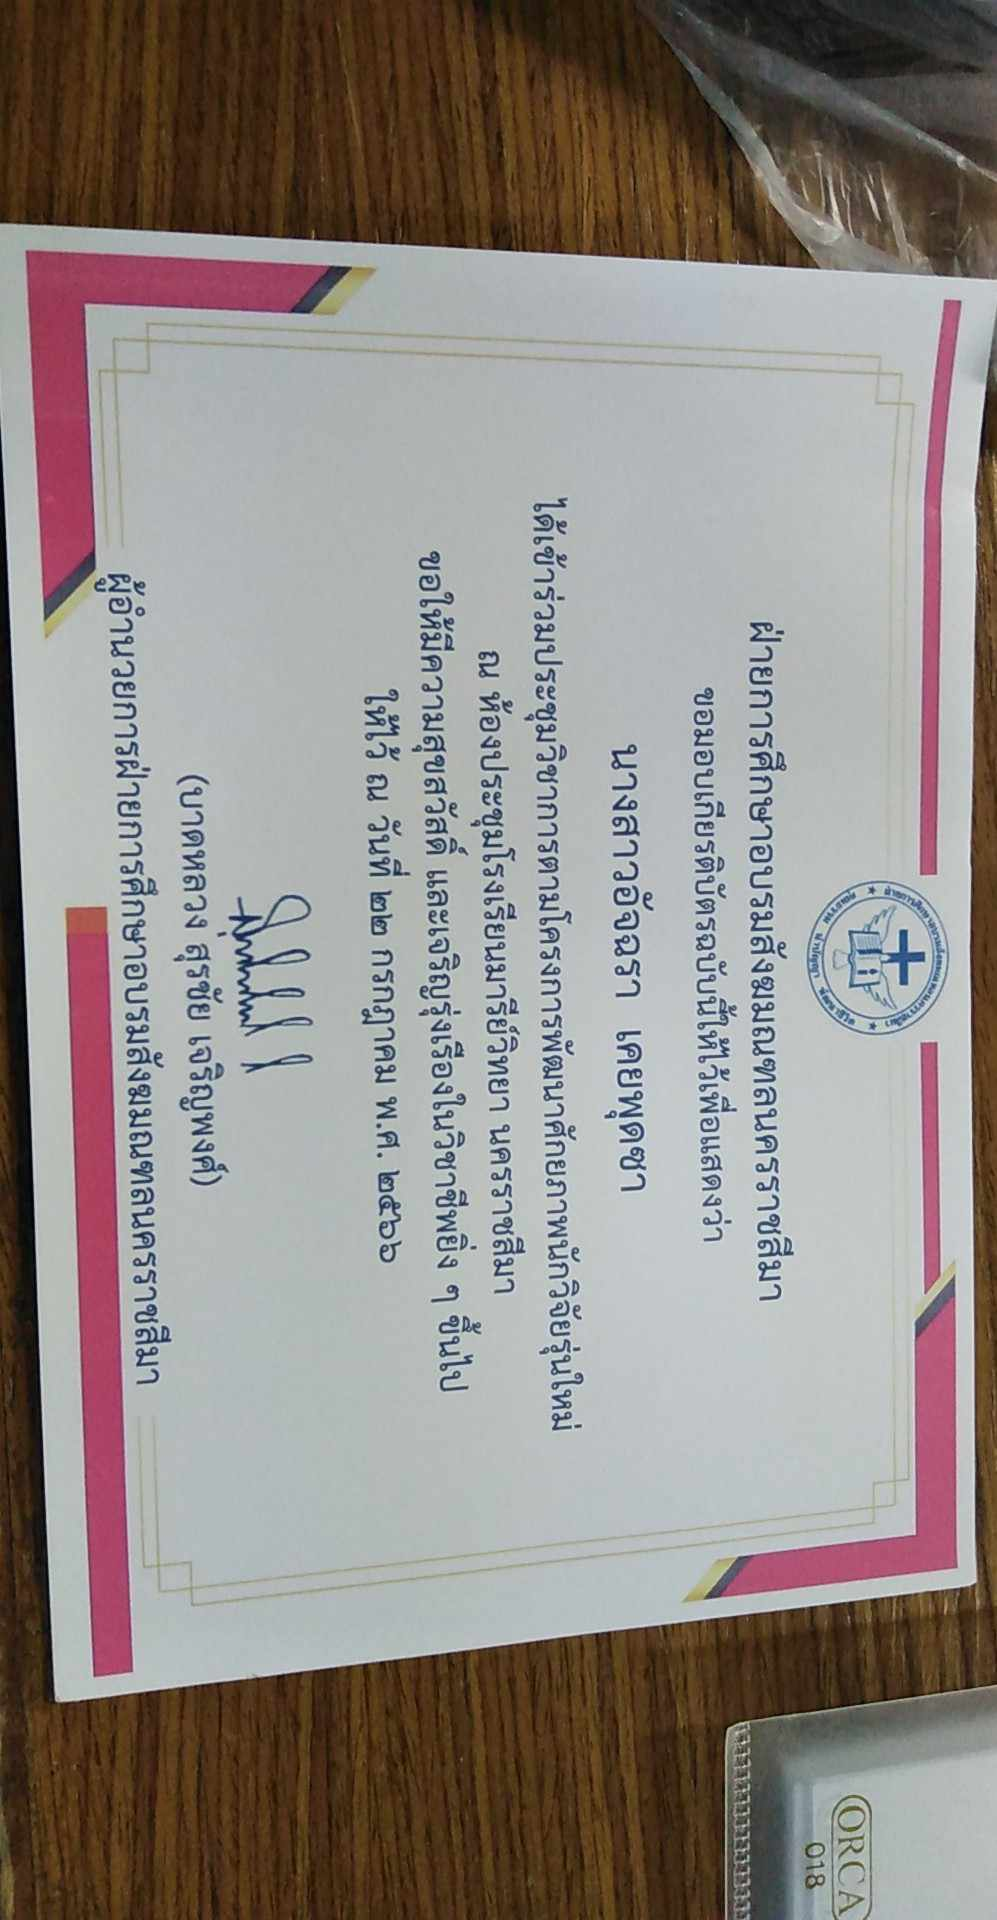 ฝ่ายการศึกษาอบรมสังฆมณฑลนครราชสีมา
ขอมอบเกียรติบัตรฉบับนี้ให้ไว้เพื่อแสดงว่า
นางสาวอัจฉรา เคยพุดซา
ได้เข้าร่วมประชุมวิชาการตามโครงการพัฒนาศักยภาพนักวิจัยรุ่นใหม่
ณ ห้องประชุมโรงเรียนมารีย์วิทยา นครราชสีมา
ขอให้มีความสุขสวัสดิ์ และเจริญรุ่งเรืองในวิชาชีพยิ่ง ๆ ขึ้นไป
ให้ไว้ ณ วันที่ ๒๒ กรกฎาคม พ.ศ. ๒๕๖๖
(บาดหลวง สุรชัย เจริญพงศ์)
ผู้อำนวยการฝ่ายการศึกษาอบรมสังฆมณฑลนครราชสีมา
ORCA
018